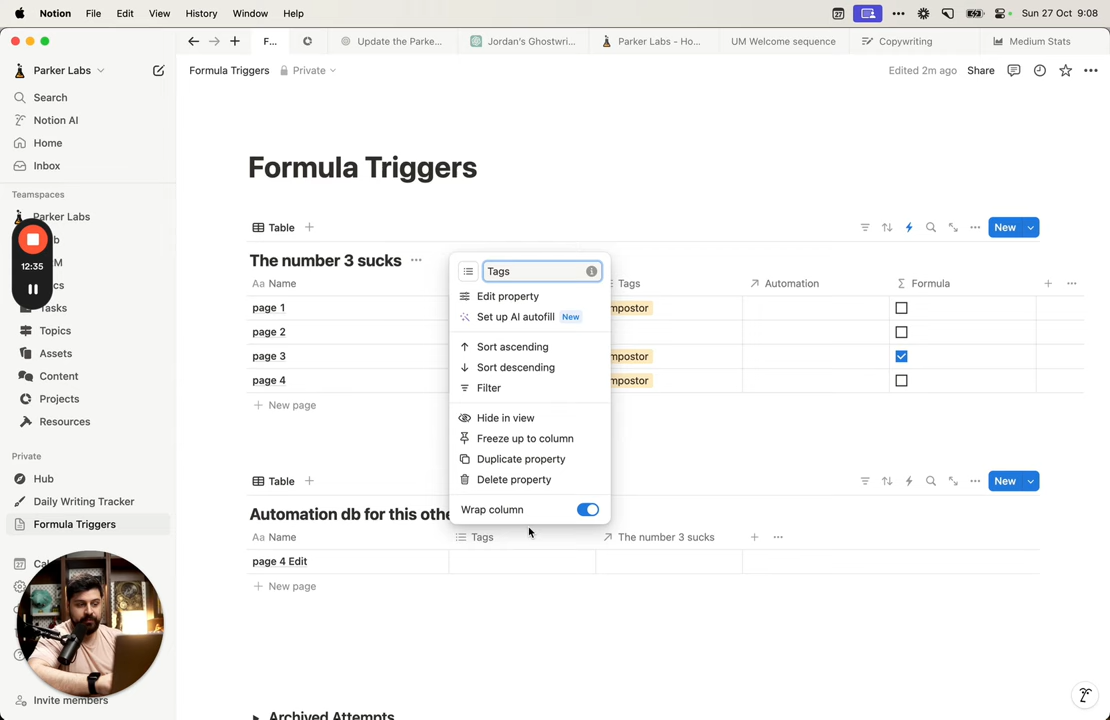 Notion File Edit View History Window Help 27 Sun 27 Oct 9:08
F... Update the Parke... Jordan's Ghostwri... Parker Labs - Ho... UM Welcome sequence Copywriting Medium Stats
Parker Labs
Formula Triggers Private Edited 2m ago Share
Search
Notion AI
Home
Inbox
Teamspaces
Parker Labs
12:35
Tasks
Topics
Assets
Content
Projects
Resources
Private
Hub
Daily Writing Tracker
Formula Triggers
Invite members
Formula Triggers
Table New
The number 3 sucks
Aa Name Tags Automation Σ Formula
page 1 mpostor
page 2
page 3 mpostor
page 4 mpostor
+ New page
Tags
Edit property
Set up AI autofill New
Sort ascending
Sort descending
Filter
Hide in view
Freeze up to column
Duplicate property
Delete property
Wrap column
Table New
Automation db for this othe
Aa Name Tags The number 3 sucks
page 4 Edit
+ New page
Archived Attempts